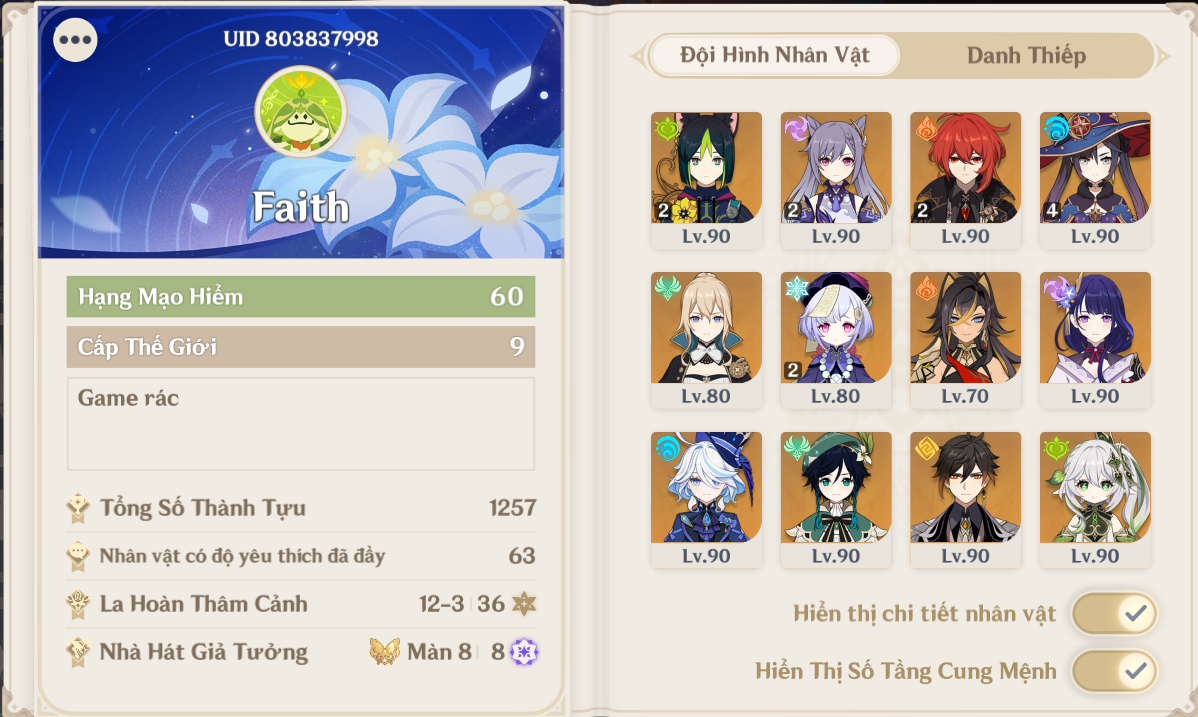 UID 803837998
Faith
Hạng Mạo Hiểm 60
Cấp Thế Giới 9
Game rác
Tổng Số Thành Tựu 1257
Nhân vật có độ yêu thích đã đầy 63
La Hoàn Thâm Cảnh 12-3 36
Nhà Hát Giả Tưởng Màn 8 8
Đội Hình Nhân Vật Danh Thiếp
2 2 2 4
Lv.90 Lv.90 Lv.90 Lv.90
2
Lv.80 Lv.80 Lv.70 Lv.90
Lv.90 Lv.90 Lv.90 Lv.90
Hiển thị chi tiết nhân vật
Hiển Thị Số Tầng Cung Mệnh